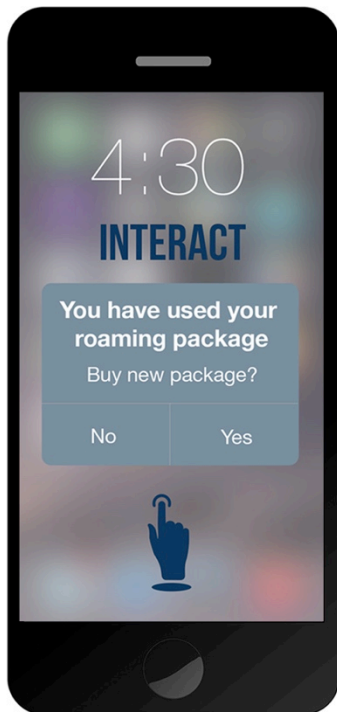 4:30
INTERACT
You have used your
roaming package
Buy new package?
No Yes